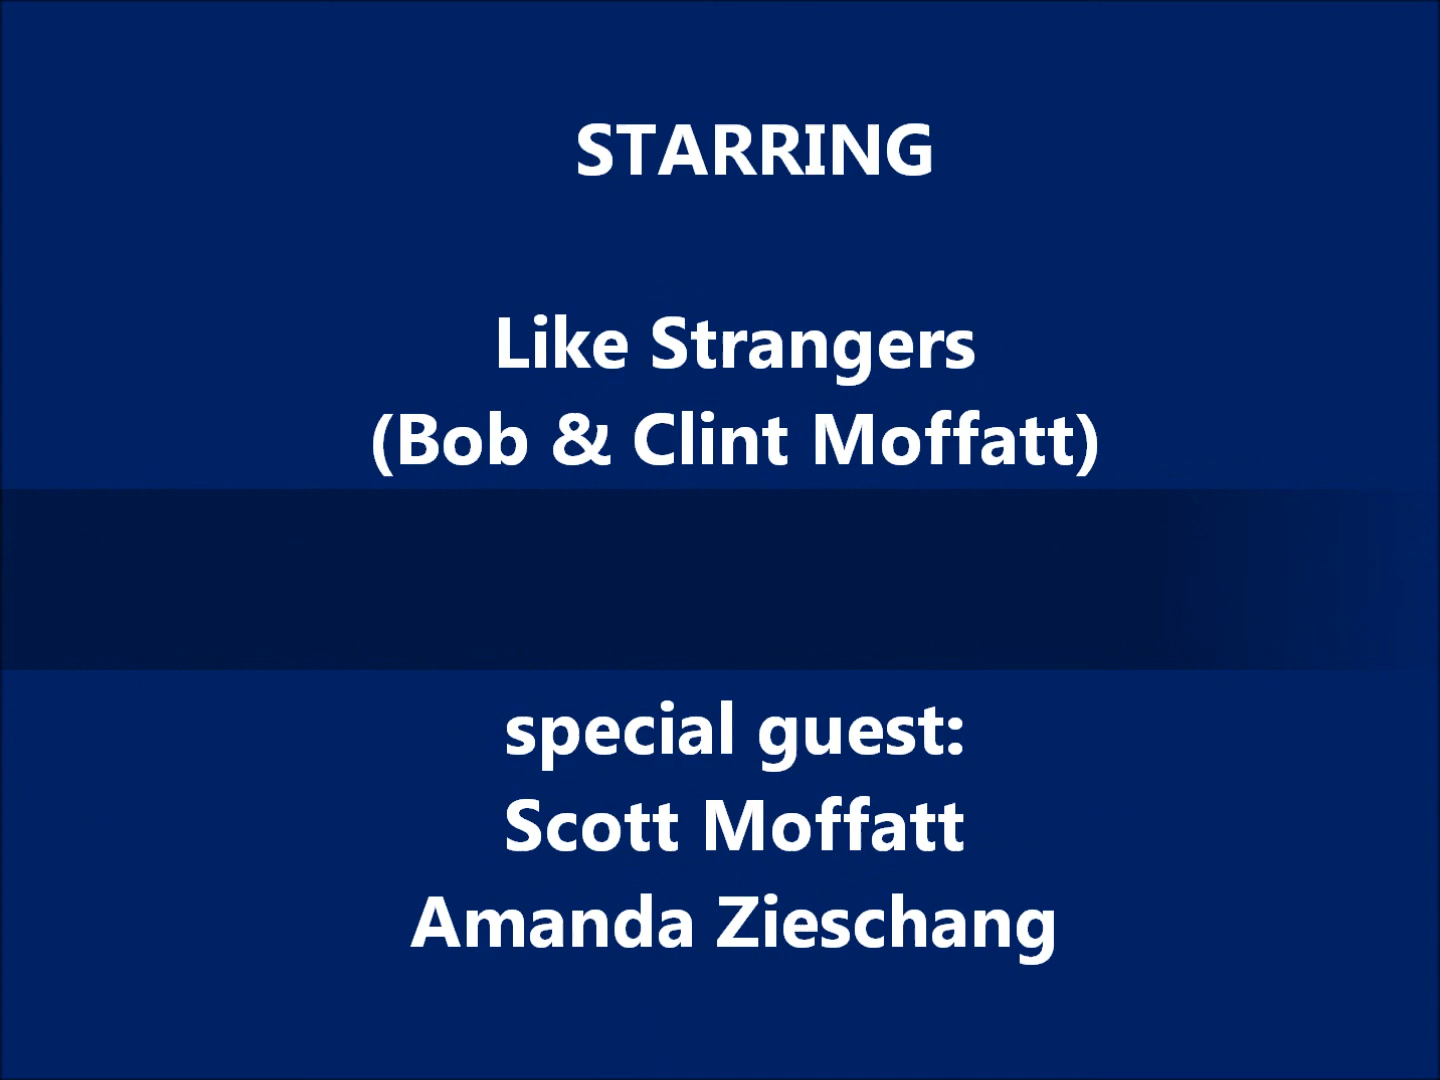 STARRING
Like Strangers
(Bob & Clint Moffatt)
special guest:
Scott Moffatt
Amanda Zieschang